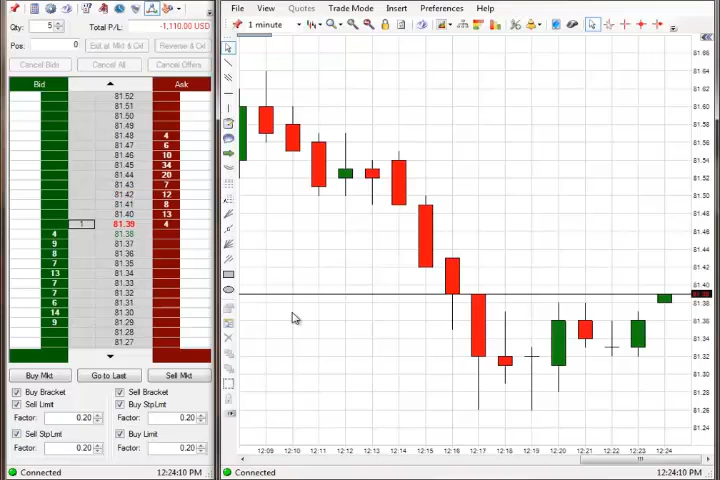 File View Quotes Trade Mode Insert Preferences Help
Qty: 5 Total P/L: -1,110.00 USD
1 minute
Pos: 0 Exit at Mkt & Cxl Reverse & Cxl
Cancel Bids Cancel All Cancel Offers
Bid Ask
81.52
81.51
81.50
81.49
81.48 4
81.47 6
81.46 10
81.45 34
81.44 20
81.43 7
81.42 12
81.41 8
81.40 13
1 81.39 4
4 81.38
9 81.37
8 81.36
7 81.35
13 81.34
7 81.33
7 81.32
6 81.31
14 81.30
9 81.29
81.28
81.27
Buy Mkt Go to Last Sell Mkt
Buy Bracket Sell Bracket
Sell Limit Buy StpLmt
Factor: 0.20 Factor: 0.20
Sell StpLmt Buy Limit
Factor: 0.20 Factor: 0.20
Connected 12:24:10 PM
81.66
81.64
81.62
81.60
81.58
81.56
81.54
81.52
81.50
81.48
81.46
81.44
81.42
81.40
81.38
81.36
81.34
81.32
81.30
81.28
81.26
81.24
12:09 12:10 12:11 12:12 12:13 12:14 12:15 12:16 12:17 12:18 12:19 12:20 12:21 12:22 12:23 12:24
Connected 12:24:10 PM